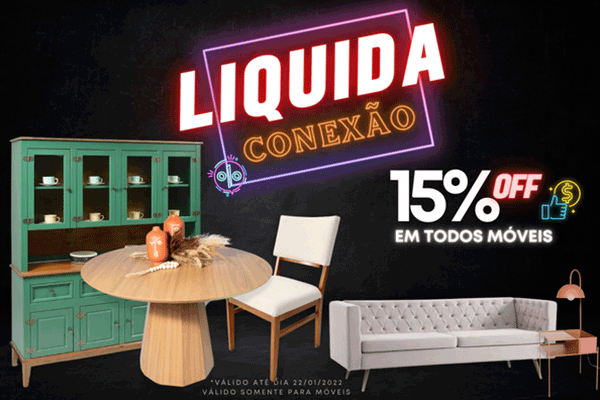 LIQUIDA
CONEXÃO
%
15% OFF
$
EM TODOS MÓVEIS
*VÁLIDO ATÉ DIA 22/01/2022
VÁLIDO SOMENTE PARA MÓVEIS